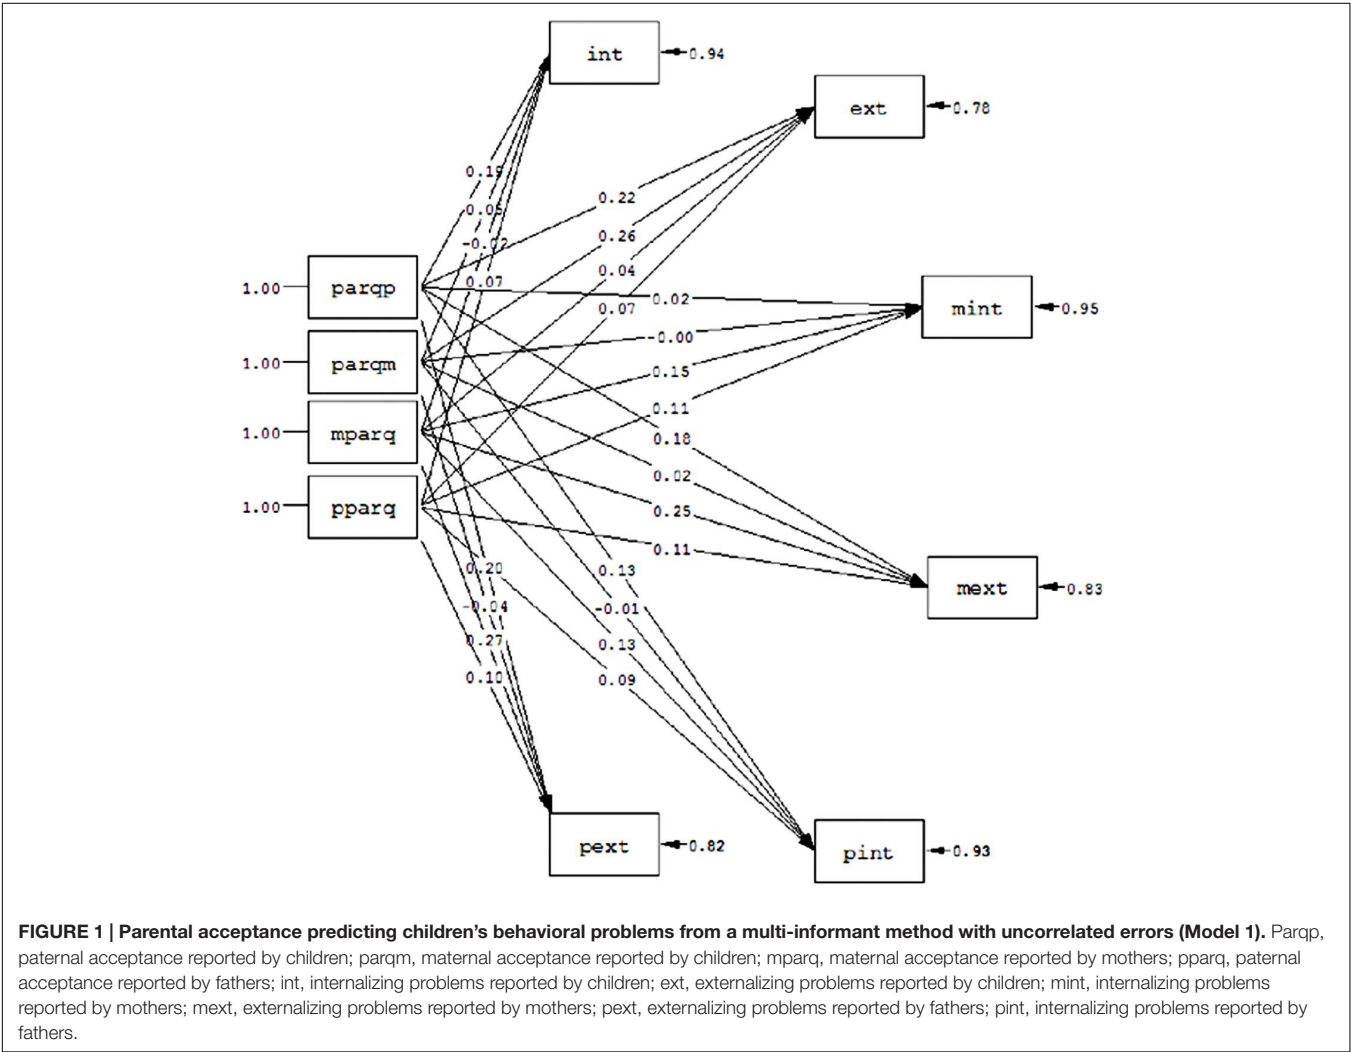 int
0.94
ext
0.78
0.19
0.22
0.05
0.26
-0.02
0.04
0.07
1.00
parqp
0.02
mint
0.95
0.07
-0.00
1.00
parqm
0.15
0.11
1.00
mparq
0.18
0.02
1.00
pparq
0.25
0.11
0.20
0.13
mext
0.83
-0.04
-0.01
0.27
0.13
0.10
0.09
pext
0.82
pint
0.93
FIGURE 1 | Parental acceptance predicting children's behavioral problems from a multi-informant method with uncorrelated errors (Model 1). Parqp,
paternal acceptance reported by children; parqm, maternal acceptance reported by children; mparq, maternal acceptance reported by mothers; pparq, paternal
acceptance reported by fathers; int, internalizing problems reported by children; ext, externalizing problems reported by children; mint, internalizing problems
reported by mothers; mext, externalizing problems reported by mothers; pext, externalizing problems reported by fathers; pint, internalizing problems reported by
fathers.